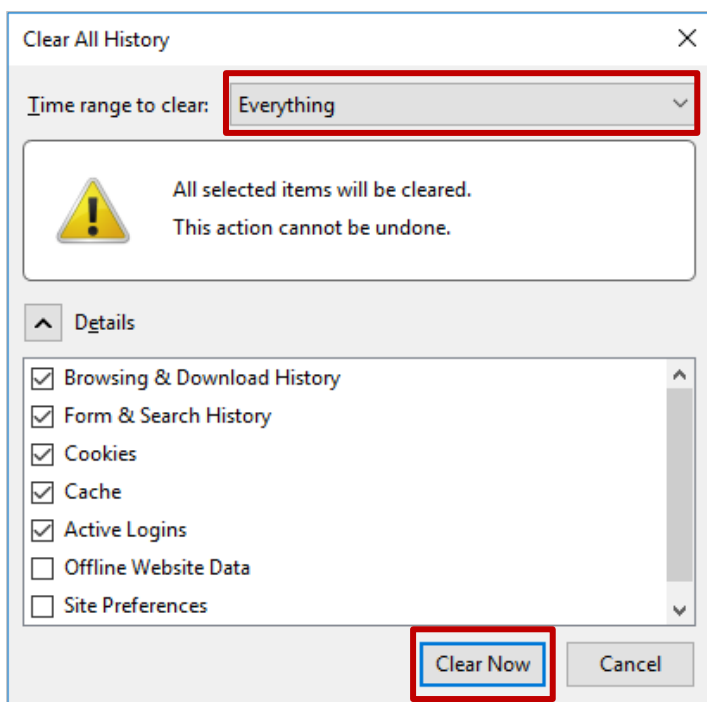 Clear All History
Time range to clear: Everything
All selected items will be cleared.
This action cannot be undone.
Details
Browsing & Download History
Form & Search History
Cookies
Cache
Active Logins
Offline Website Data
Site Preferences
Clear Now Cancel